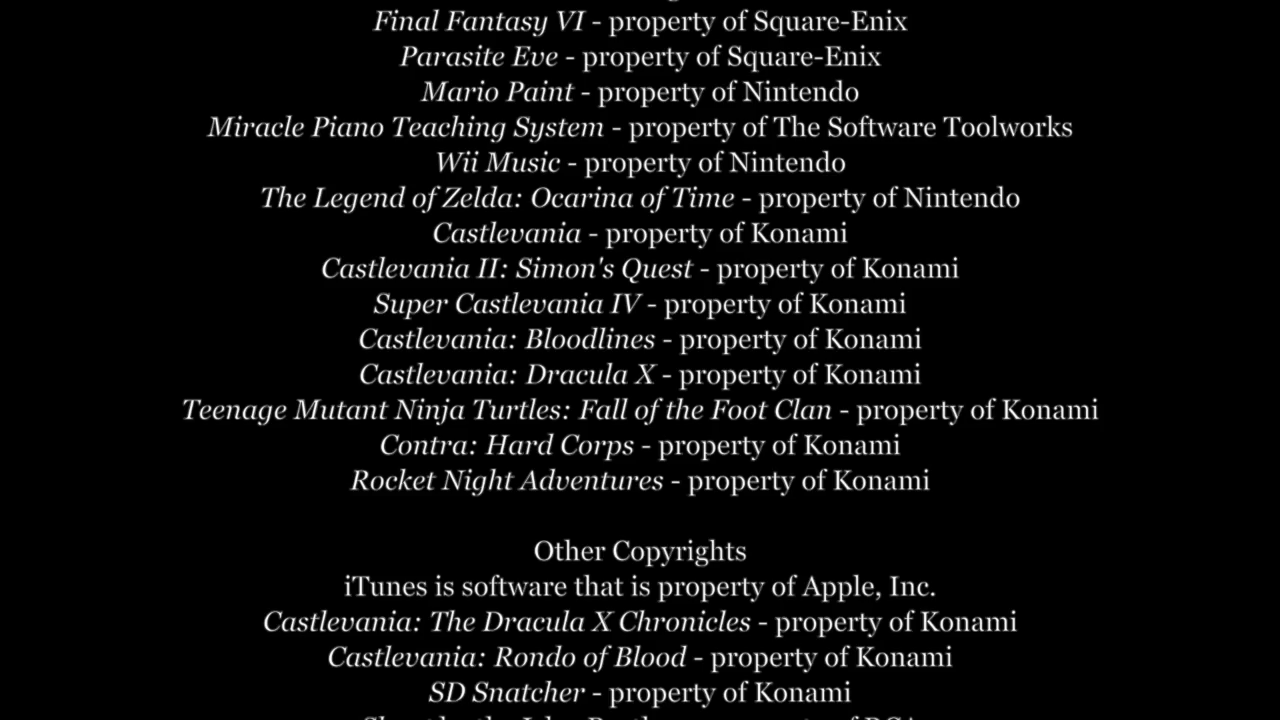 Final Fantasy VI - property of Square-Enix
Parasite Eve - property of Square-Enix
Mario Paint - property of Nintendo
Miracle Piano Teaching System - property of The Software Toolworks
Wii Music - property of Nintendo
The Legend of Zelda: Ocarina of Time - property of Nintendo
Castlevania - property of Konami
Castlevania II: Simon's Quest - property of Konami
Super Castlevania IV - property of Konami
Castlevania: Bloodlines - property of Konami
Castlevania: Dracula X - property of Konami
Teenage Mutant Ninja Turtles: Fall of the Foot Clan - property of Konami
Contra: Hard Corps - property of Konami
Rocket Night Adventures - property of Konami
Other Copyrights
iTunes is software that is property of Apple, Inc.
Castlevania: The Dracula X Chronicles - property of Konami
Castlevania: Rondo of Blood - property of Konami
SD Snatcher - property of Konami